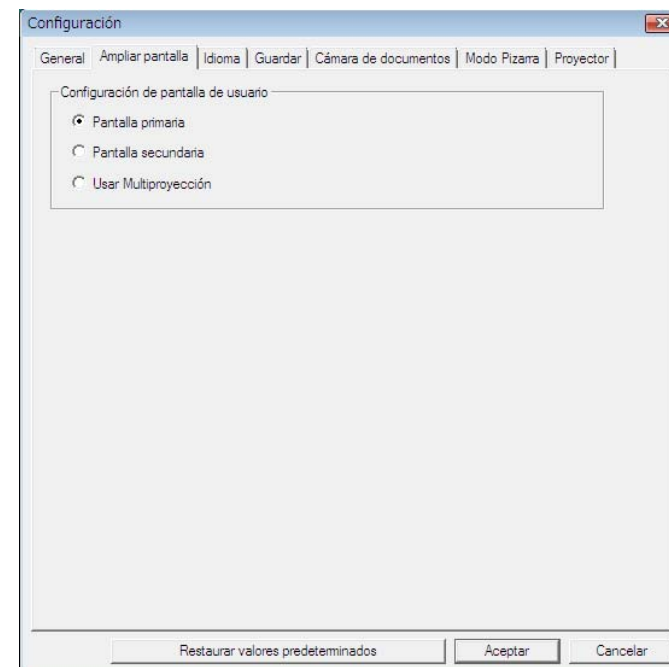 Configuración
General Ampliar pantalla Idioma Guardar Cámara de documentos Modo Pizarra Proyector
Configuración de pantalla de usuario
Pantalla primaria
Pantalla secundaria
Usar Multiproyección
Restaurar valores predeterminados Aceptar Cancelar